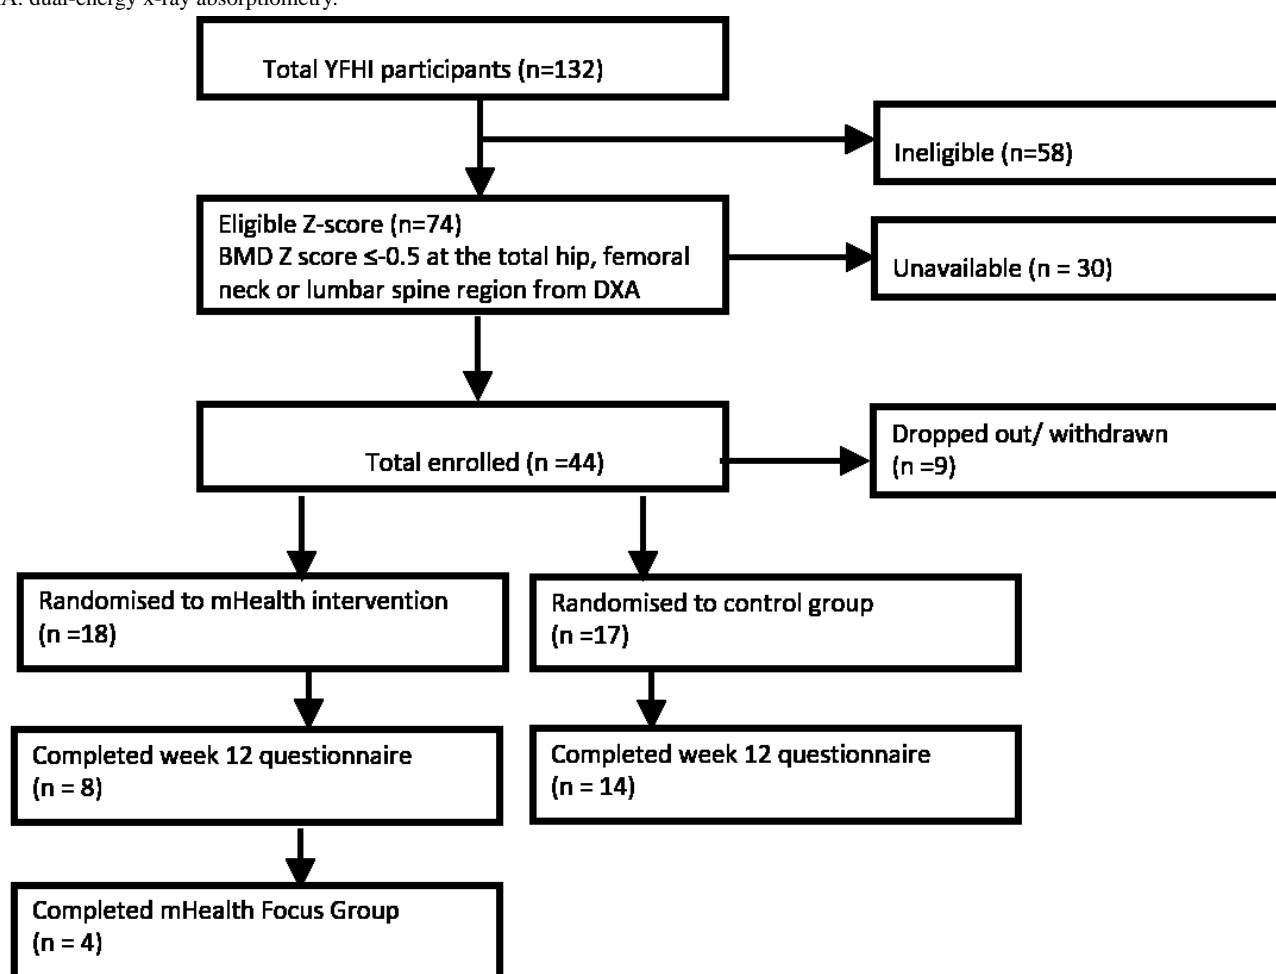 A: dual-energy x-ray absorptiometry.
Total YFHI participants (n=132)
Ineligible (n=58)
Eligible Z-score (n=74)
BMD Z score ≤-0.5 at the total hip, femoral
neck or lumbar spine region from DXA
Unavailable (n = 30)
Total enrolled (n =44)
Dropped out/ withdrawn
(n =9)
Randomised to mHealth intervention
(n =18)
Randomised to control group
(n =17)
Completed week 12 questionnaire
(n = 8)
Completed week 12 questionnaire
(n = 14)
Completed mHealth Focus Group
(n = 4)